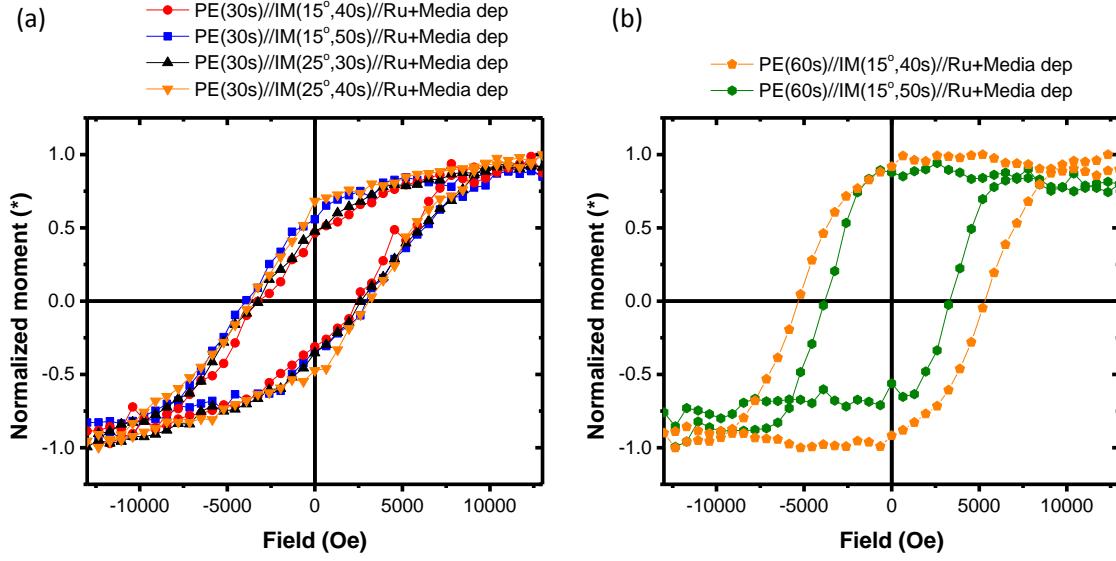 (a)
PE(30s)//IM(15°,40s)//Ru+Media dep
PE(30s)//IM(15°,50s)//Ru+Media dep
PE(30s)//IM(25°,30s)//Ru+Media dep
PE(30s)//IM(25°,40s)//Ru+Media dep
Normalized moment (*)
1.0
0.5
0.0
-0.5
-1.0
-10000 -5000 0 5000 10000
Field (Oe)
(b)
PE(60s)//IM(15°,40s)//Ru+Media dep
PE(60s)//IM(15°,50s)//Ru+Media dep
Normalized moment (*)
1.0
0.5
0.0
-0.5
-1.0
-10000 -5000 0 5000 10000
Field (Oe)